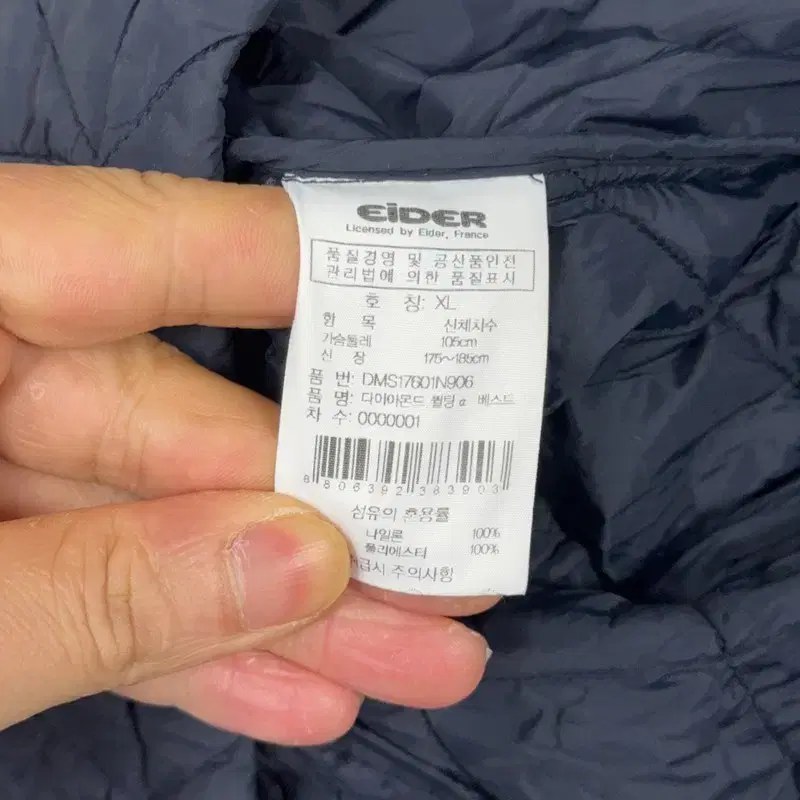 EiDER
Licensed by Eider, France
품질경영 및 공산품안전
관리법에 의한 품질표시
호 칭: XL
항 목 신체치수
가슴둘레 105cm
신 장 175~185cm
품 번: DMS17601N906
품 명: 다이아몬드 퀼팅α 베스트
차 수: 0000001
8 806392 383903
섬유의 혼용률
나일론 100%
폴리에스터 100%
취급시 주의사항